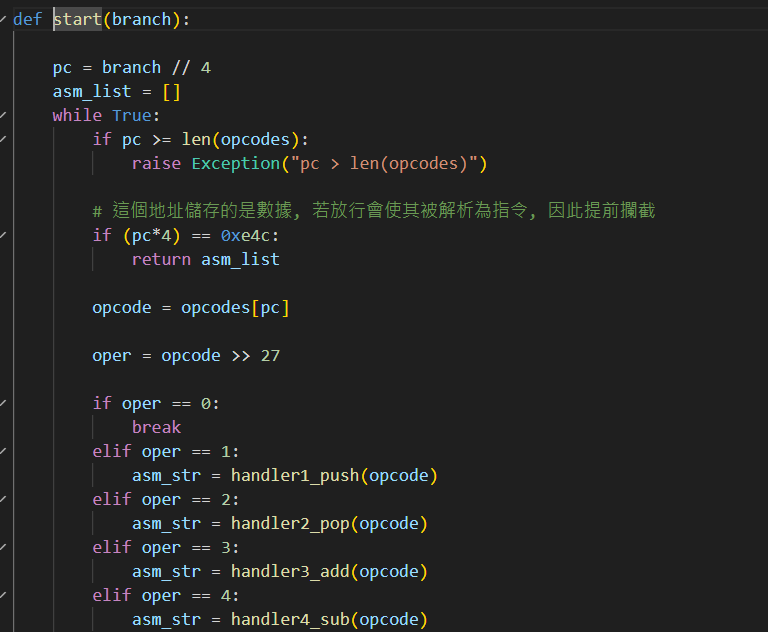 def start(branch):
    pc = branch // 4
    asm_list = []
    while True:
        if pc >= len(opcodes):
            raise Exception("pc > len(opcodes)")
        # 這個地址儲存的是數據, 若放行會使其被解析為指令, 因此提前攔截
        if (pc*4) == 0xe4c:
            return asm_list
        opcode = opcodes[pc]
        oper = opcode >> 27
        if oper == 0:
            break
        elif oper == 1:
            asm_str = handler1_push(opcode)
        elif oper == 2:
            asm_str = handler2_pop(opcode)
        elif oper == 3:
            asm_str = handler3_add(opcode)
        elif oper == 4:
            asm_str = handler4_sub(opcode)